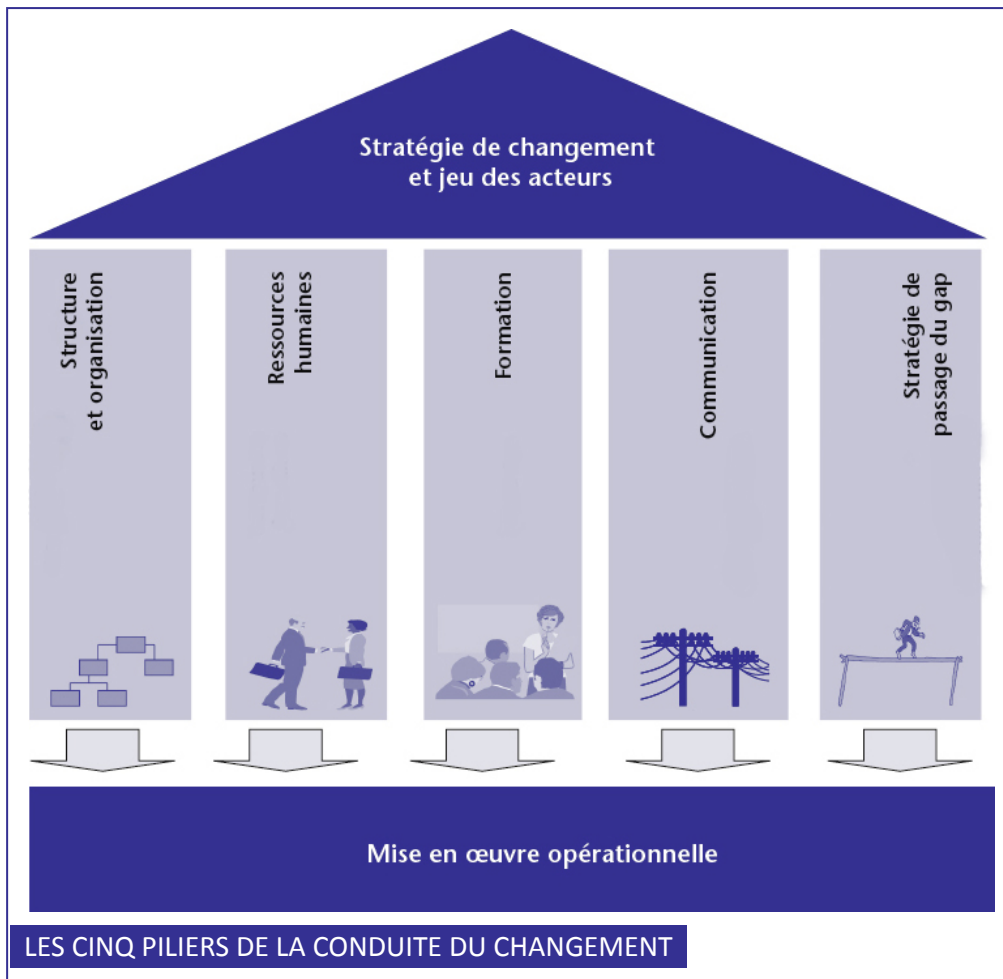 Stratégie de changement
et jeu des acteurs
Structure
et organisation
Ressources
humaines
Formation
Communication
Stratégie de
passage du gap
Mise en œuvre opérationnelle
LES CINQ PILIERS DE LA CONDUITE DU CHANGEMENT